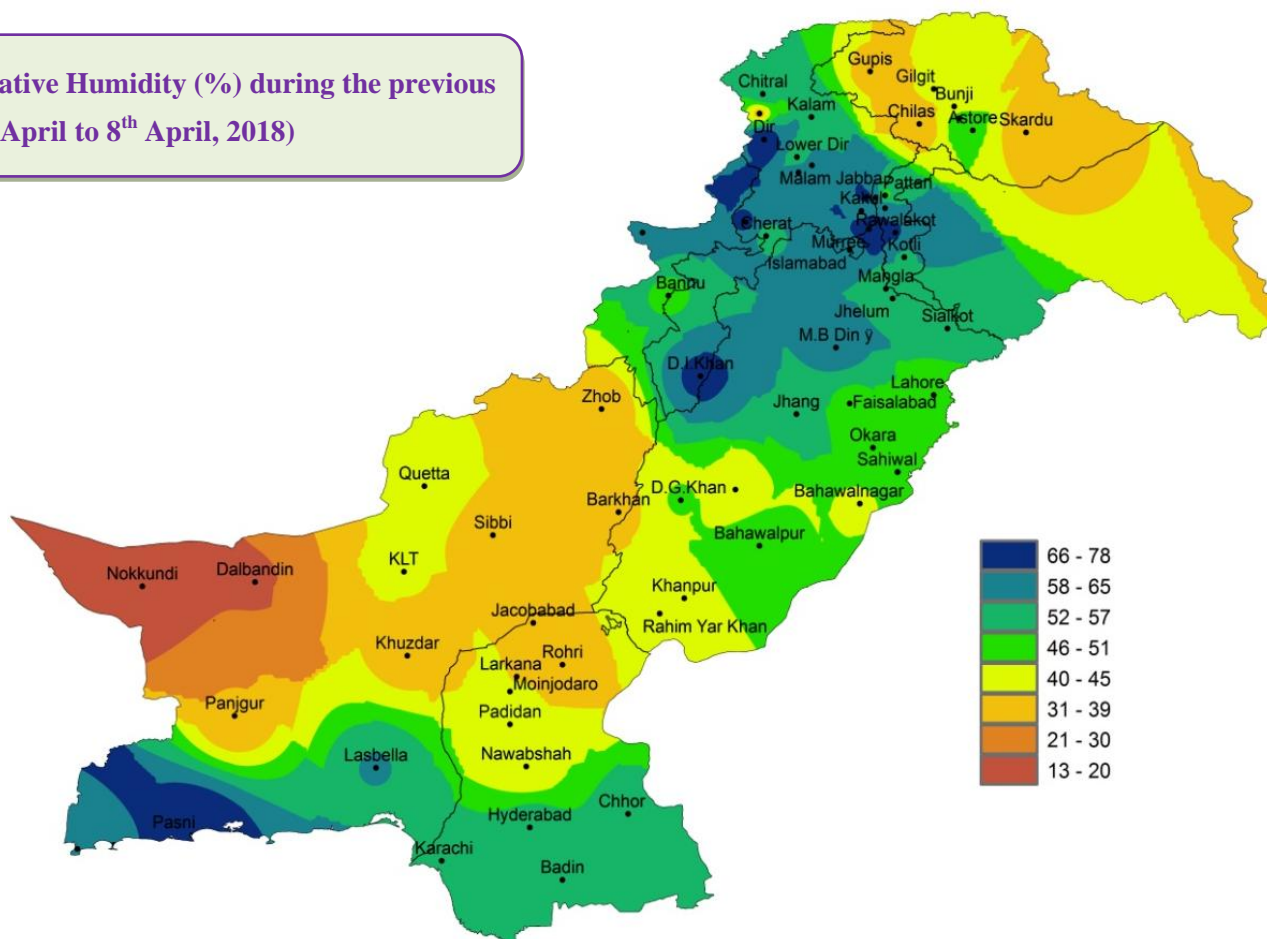 ative Humidity (%) during the previous
April to 8th April, 2018)
Gupis
Gilgit
Chitral
Bunji
Kalam
Chilas
Astore
Skardu
Dir
Lower Dir
Malam Jabbar
Pattan
Kakul
Cherat
Rawalakot
Murree
Kotli
Islamabad
Bannu
Mangla
Jhelum
Sialkot
M.B Din ÿ
D.I.Khan
Lahore
Zhob
Jhang
Faisalabad
Okara
Sahiwal
Quetta
D.G.Khan
Bahawalnagar
Barkhan
Sibbi
Bahawalpur
KLT
Nokkundi
Dalbandin
Khanpur
Jacobabad
Rahim Yar Khan
Khuzdar
Rohri
Larkana
Moinjodaro
Panjgur
Padidan
Lasbella
Nawabshah
Chhor
Hyderabad
Pasni
Karachi
Badin
66 - 78
58 - 65
52 - 57
46 - 51
40 - 45
31 - 39
21 - 30
13 - 20